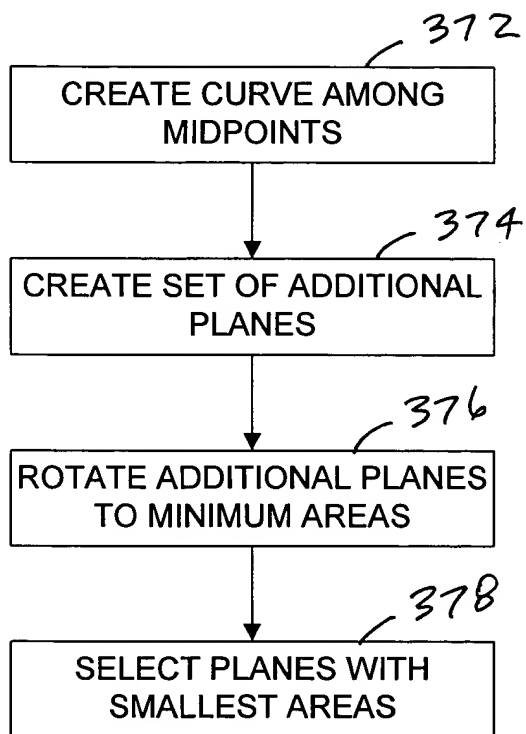 372
CREATE CURVE AMONG
MIDPOINTS
374
CREATE SET OF ADDITIONAL
PLANES
376
ROTATE ADDITIONAL PLANES
TO MINIMUM AREAS
378
SELECT PLANES WITH
SMALLEST AREAS